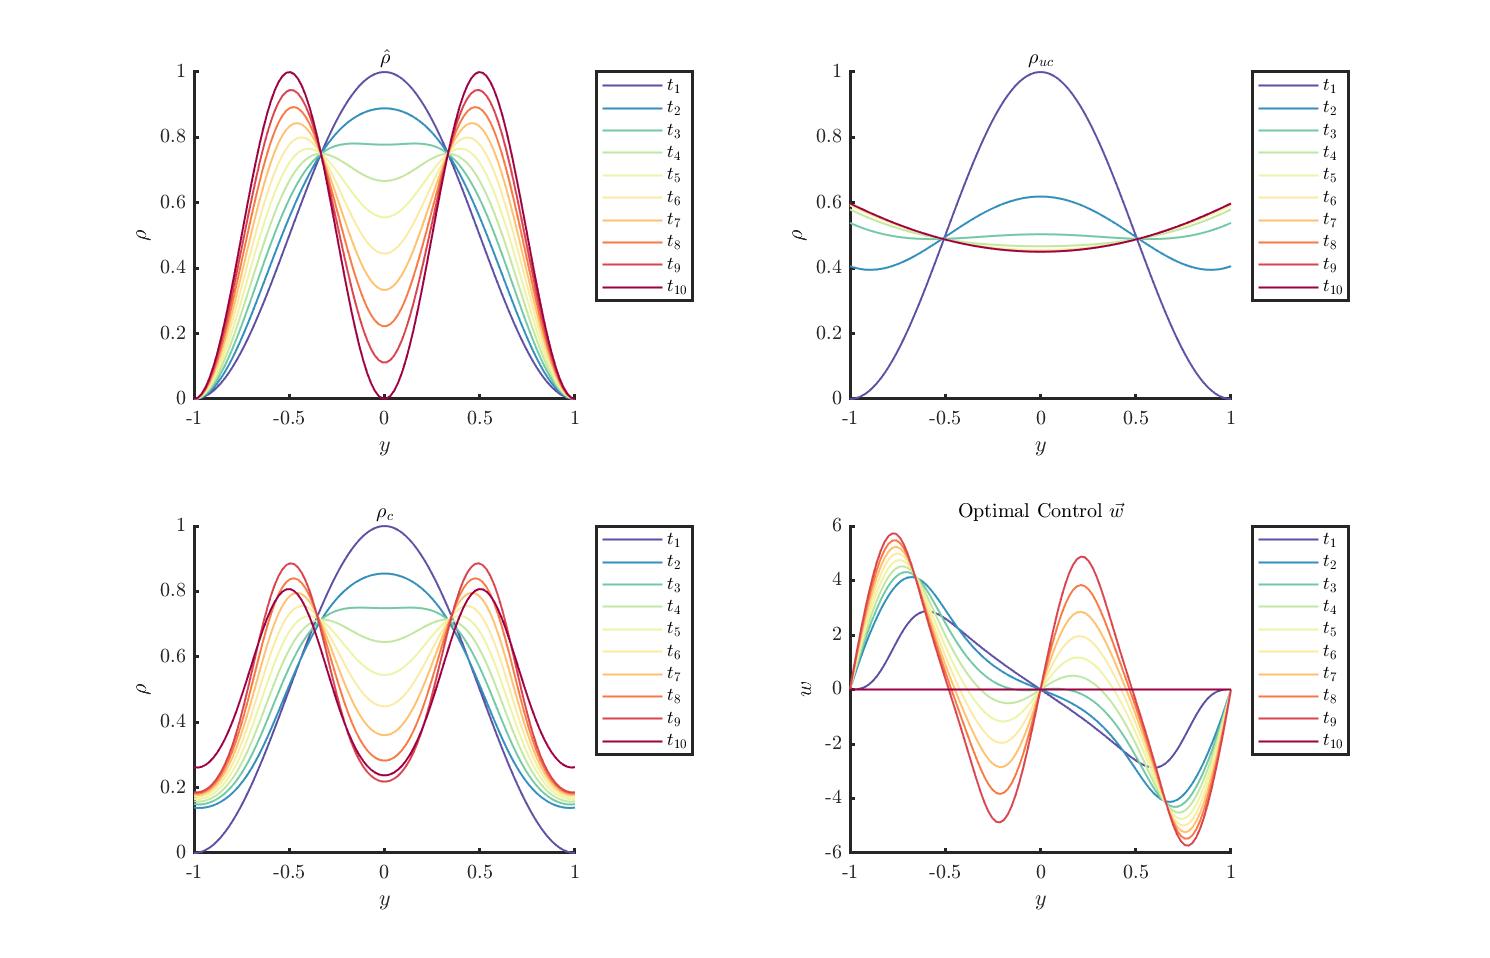 ρ̂
1
0.8
0.6
0.4
0.2
0
ρ
-1 -0.5 0 0.5 1
y
t₁
t₂
t₃
t₄
t₅
t₆
t₇
t₈
t₉
t₁₀
ρᵤ𝒸
1
0.8
0.6
0.4
0.2
0
ρ
-1 -0.5 0 0.5 1
y
t₁
t₂
t₃
t₄
t₅
t₆
t₇
t₈
t₉
t₁₀
ρ𝒸
1
0.8
0.6
0.4
0.2
0
ρ
-1 -0.5 0 0.5 1
y
t₁
t₂
t₃
t₄
t₅
t₆
t₇
t₈
t₉
t₁₀
Optimal Control w⃗
6
4
2
0
-2
-4
-6
w
-1 -0.5 0 0.5 1
y
t₁
t₂
t₃
t₄
t₅
t₆
t₇
t₈
t₉
t₁₀